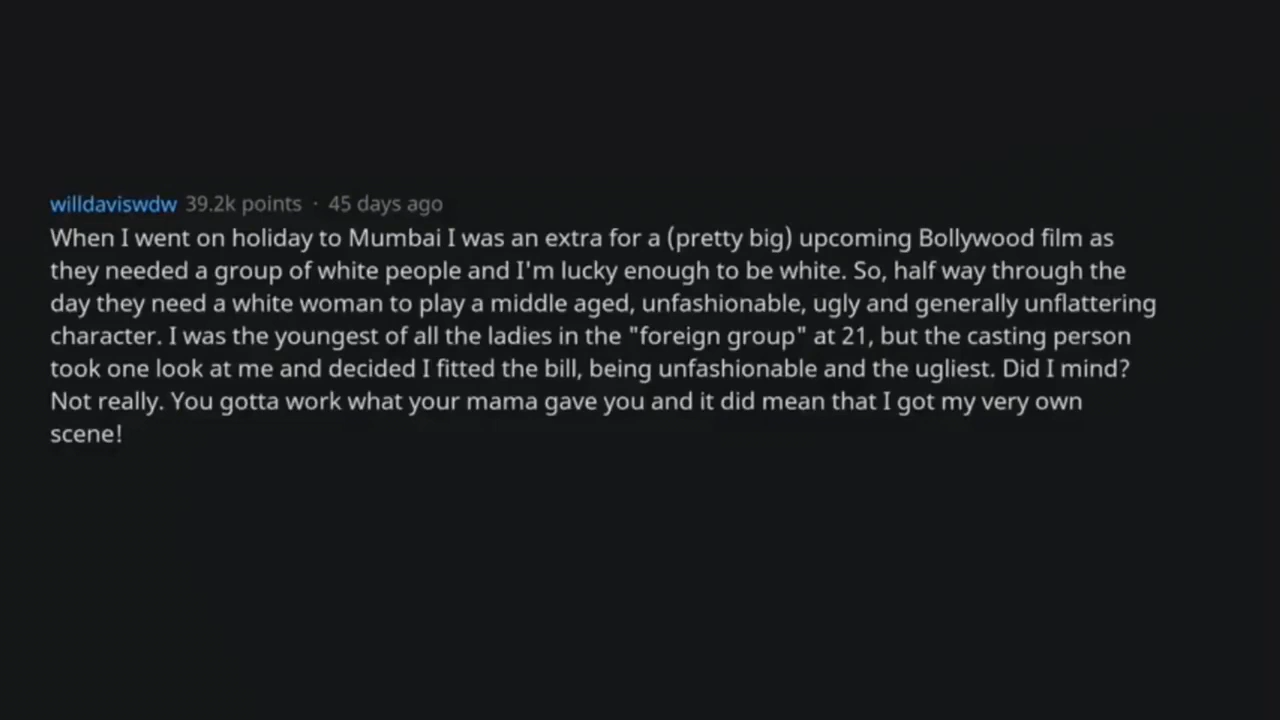 willdaviswdw 39.2k points · 45 days ago
When I went on holiday to Mumbai I was an extra for a (pretty big) upcoming Bollywood film as
they needed a group of white people and I'm lucky enough to be white. So, half way through the
day they need a white woman to play a middle aged, unfashionable, ugly and generally unflattering
character. I was the youngest of all the ladies in the "foreign group" at 21, but the casting person
took one look at me and decided I fitted the bill, being unfashionable and the ugliest. Did I mind?
Not really. You gotta work what your mama gave you and it did mean that I got my very own
scene!